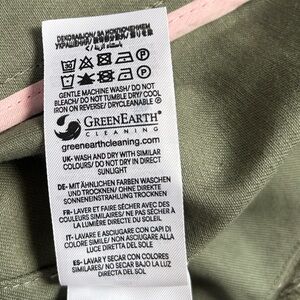 DEKORASJON/ЗА ИСКЛЮЧЕНИЕМ
GENTLE MACHINE WASH/ DO NOT
BLEACH/ DO NOT TUMBLE DRY/ COOL
IRON ON REVERSE/ DRYCLEANABLE
GREENEARTH®
CLEANING
greenearthcleaning.com
UK- WASH AND DRY WITH SIMILAR
COLOURS/ DO NOT DRY IN DIRECT
SUNLIGHT
DE- MIT ÄHNLICHEN FARBEN WASCHEN
UND TROCKNEN/ OHNE DIREKTE
SONNENEINSTRAHLUNG TROCKNEN
FR- LAVER ET FAIRE SÉCHER AVEC DES
COULEURS SIMILAIRES/ NE PAS SÉCHER À
LA LUMIÈRE DIRECTE DU SOLEIL
IT- LAVARE E ASCIUGARE CON CAPI DI
COLORE SIMILE/ NON ASCIUGARE ALLA
LUCE DIRETTA DEL SOLE
ES- LAVAR Y SECAR CON COLORES
SIMILARES/ NO SECAR BAJO LA LUZ
DIRECTA DEL SOL